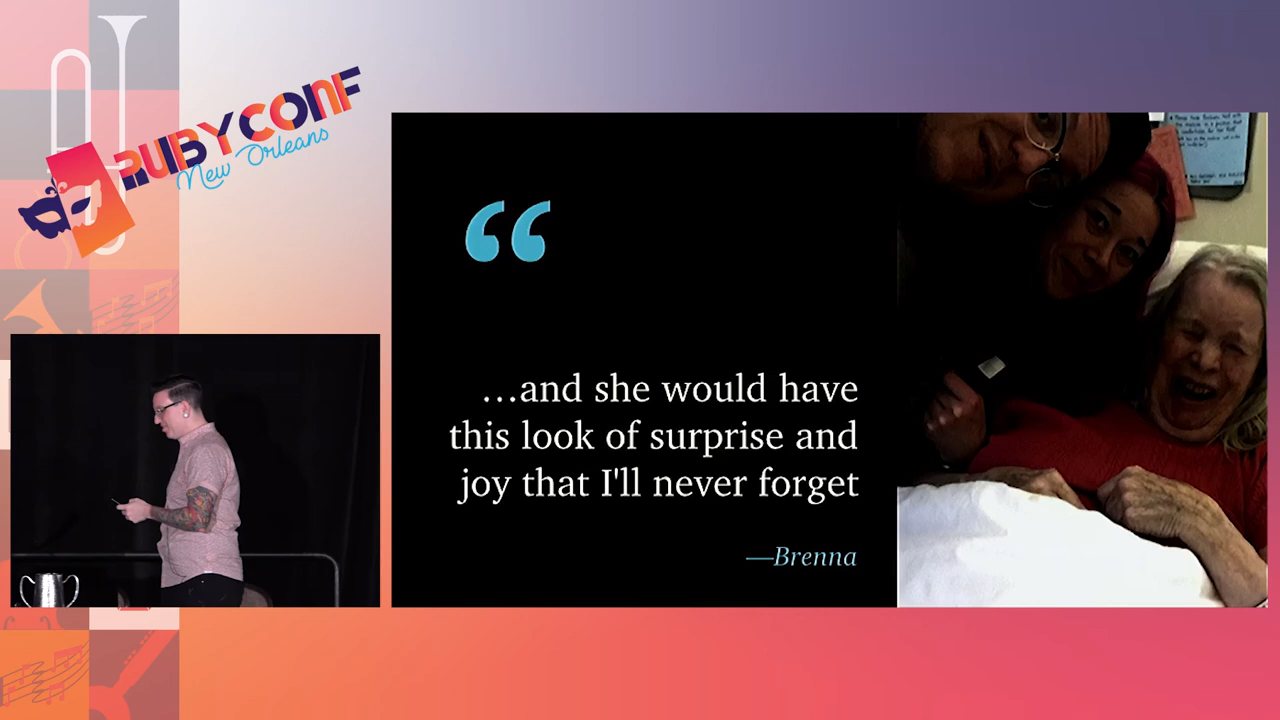 RUBYCONF
New Orleans
“
…and she would have
this look of surprise and
joy that I'll never forget
—Brenna